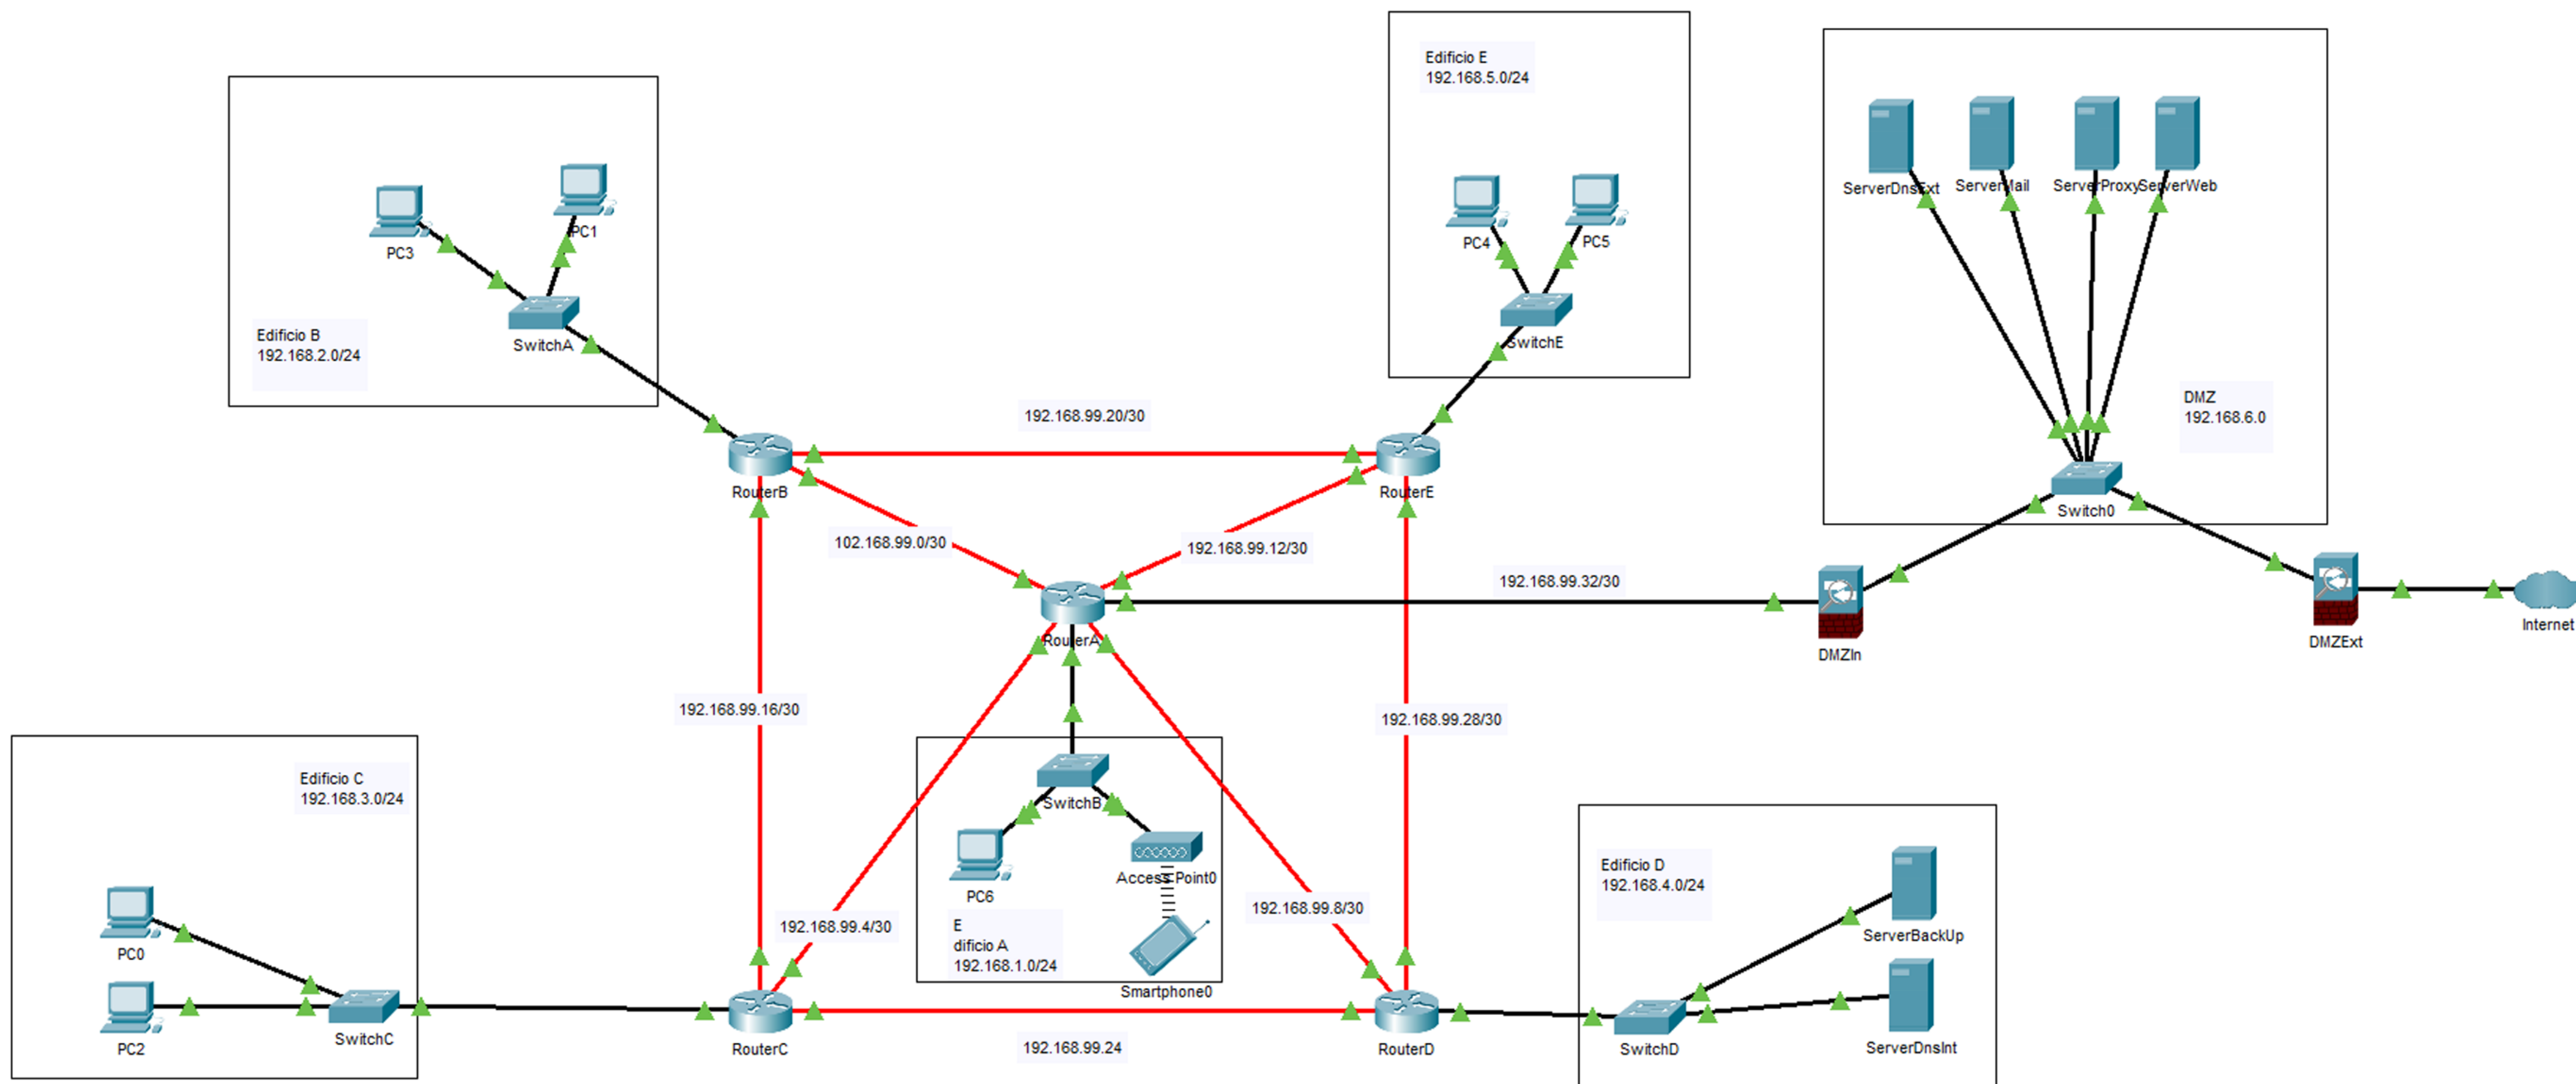 Edificio E
192.168.5.0/24
ServerDnsExt
ServerMail
ServerProxy
ServerWeb
PC3
PC1
PC4
PC5
Edificio B
192.168.2.0/24
SwitchA
SwitchE
DMZ
192.168.6.0
192.168.99.20/30
RouterB
RouterE
Switch0
102.168.99.0/30
192.168.99.12/30
192.168.99.32/30
RouterA
DMZIn
DMZExt
Internet
192.168.99.16/30
192.168.99.28/30
Edificio C
192.168.3.0/24
SwitchB
PC6
Access Point0
E
dificio A
192.168.1.0/24
Smartphone0
192.168.99.4/30
192.168.99.8/30
Edificio D
192.168.4.0/24
ServerBackUp
ServerDnsInt
PC0
PC2
SwitchC
RouterC
192.168.99.24
RouterD
SwitchD